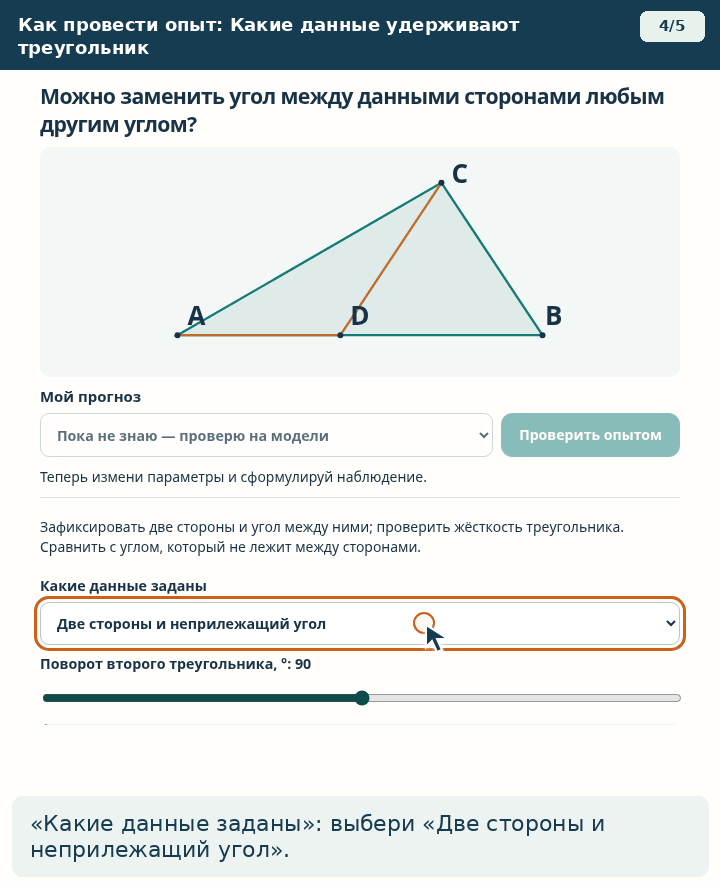 Как провести опыт: Какие данные удерживают
треугольник
4/5
Можно заменить угол между данными сторонами любым
другим углом?
C
A
D
B
Мой прогноз
Пока не знаю — проверю на модели
Проверить опытом
Теперь измени параметры и сформулируй наблюдение.
Зафиксировать две стороны и угол между ними; проверить жёсткость треугольника.
Сравнить с углом, который не лежит между сторонами.
Какие данные заданы
Две стороны и неприлежащий угол
Поворот второго треугольника, °: 90
«Какие данные заданы»: выбери «Две стороны и
неприлежащий угол».